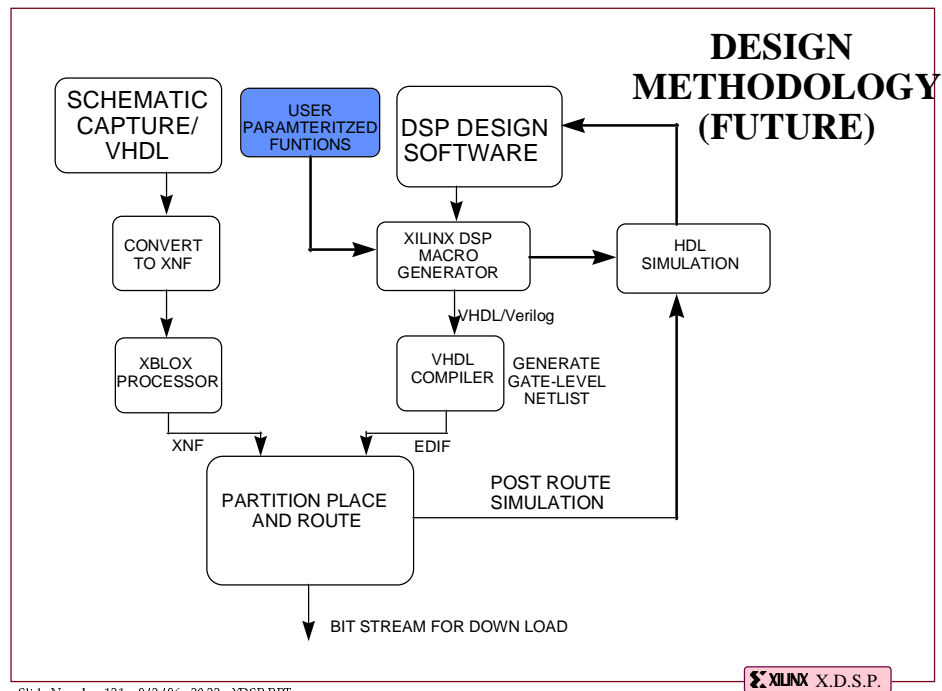 DESIGN
METHODOLOGY
(FUTURE)
SCHEMATIC
CAPTURE/
VHDL
USER
PARAMTERITZED
FUNTIONS
DSP DESIGN
SOFTWARE
CONVERT
TO XNF
XILINX DSP
MACRO
GENERATOR
HDL
SIMULATION
VHDL/Verilog
XBLOX
PROCESSOR
VHDL
COMPILER
GENERATE
GATE-LEVEL
NETLIST
XNF
EDIF
PARTITION PLACE
AND ROUTE
POST ROUTE
SIMULATION
BIT STREAM FOR DOWN LOAD
XILINX X.D.S.P.